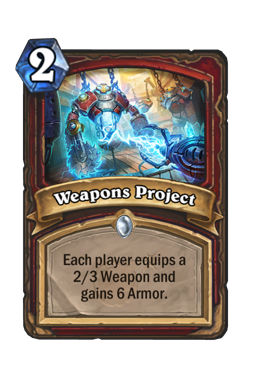 2
Weapons Project
Each player equips a
2/3 Weapon and
gains 6 Armor.